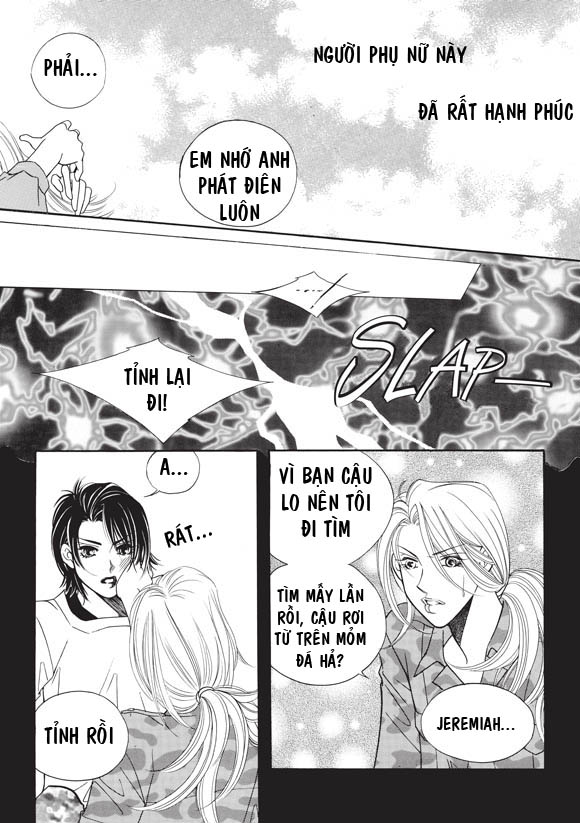 PHẢI...
NGƯỜI PHỤ NỮ NÀY
ĐÃ RẤT HẠNH PHÚC
EM NHỚ ANH
PHÁT ĐIÊN
LUÔN
SLAP—
TỈNH LẠI
ĐI!
A...
RÁT...
TỈNH RỒI
VÌ BẠN CẬU
LO NÊN TÔI
ĐI TÌM
TÌM MẤY LẦN
RỒI, CẬU RƠI
TỪ TRÊN MỎM
ĐÁ HẢ?
JEREMIAH...